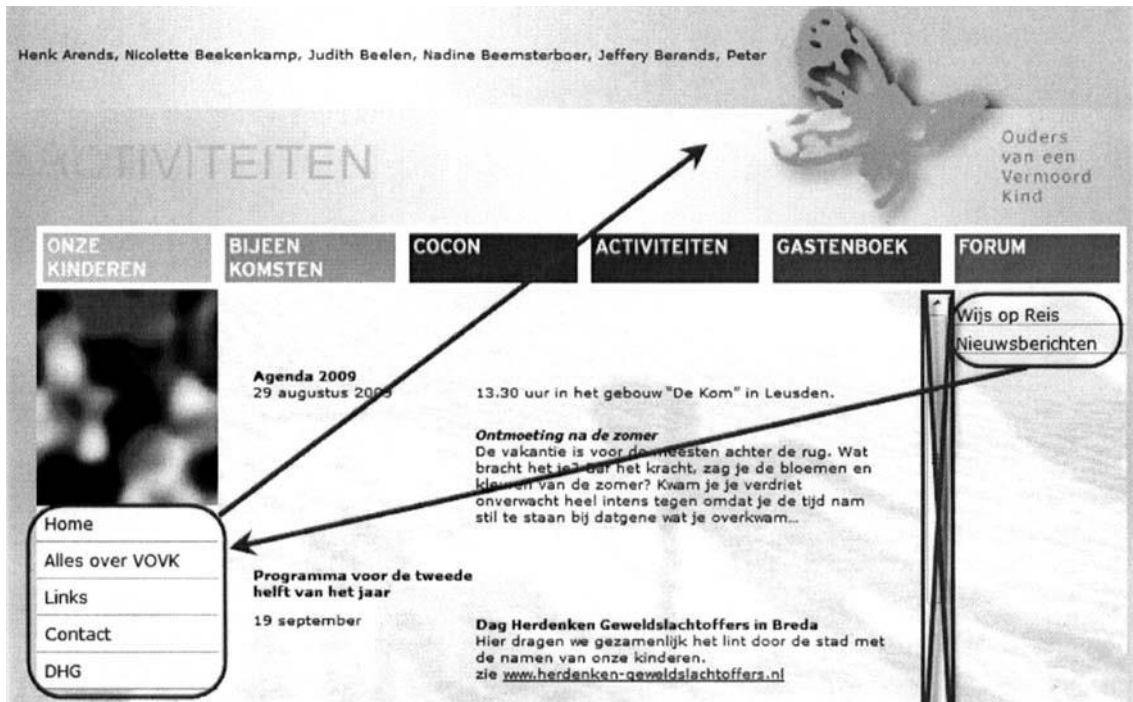 Henk Arends, Nicolette Beekenkamp, Judith Beelen, Nadine Beemsterboer, Jeffery Berends, Peter
ACTIVITEITEN
Ouders
van een
Vermoord
Kind
ONZE
KINDEREN
BIJEEN
KOMSTEN
COCON
ACTIVITEITEN
GASTENBOEK
FORUM
Wijs op Reis
Nieuwsberichten
Agenda 2009
29 augustus 2009
13.30 uur in het gebouw "De Kom" in Leusden.
Ontmoeting na de zomer
De vakantie is voor de meesten achter de rug. Wat
bracht het je? Gaf het kracht, zag je de bloemen en
kleuren van de zomer? Kwam je je verdriet
onverwacht heel intens tegen omdat je de tijd nam
stil te staan bij datgene wat je overkwam...
Home
Alles over VOVK
Links
Contact
DHG
Programma voor de tweede
helft van het jaar
19 september
Dag Herdenken Geweldslachtoffers in Breda
Hier dragen we gezamenlijk het lint door de stad met
de namen van onze kinderen.
zie www.herdenken-geweldslachtoffers.nl